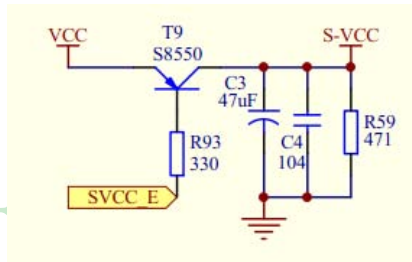 VCC
T9
S8550
S-VCC
C3
47uF
C4
104
R59
471
R93
330
SVCC_E